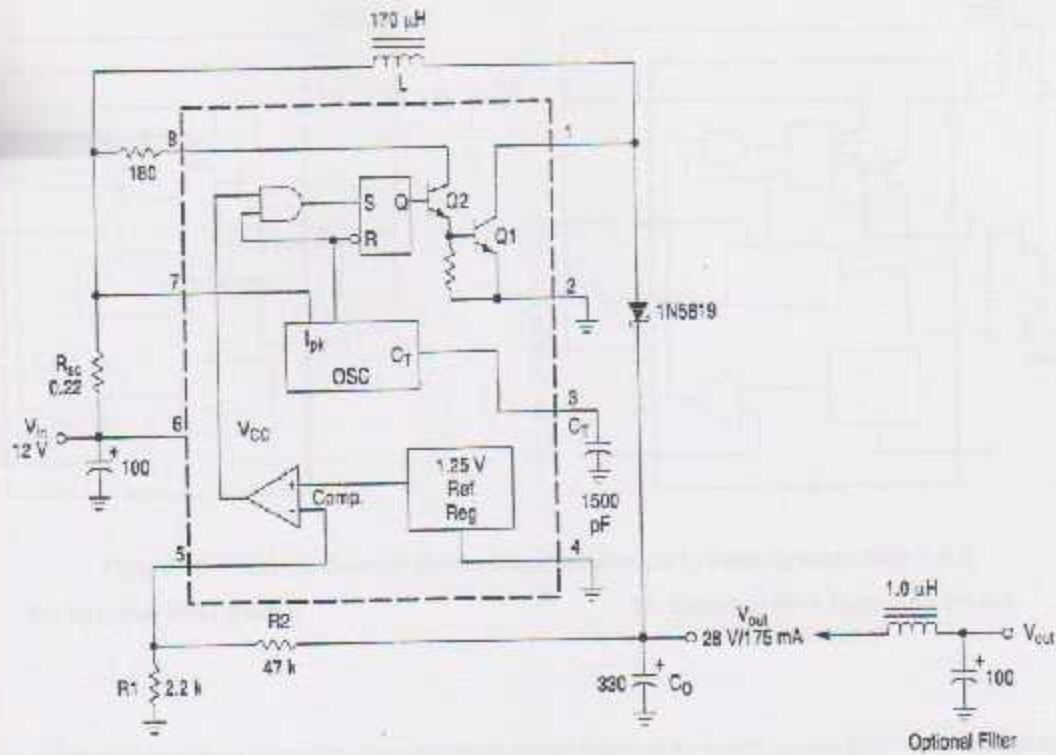 170 µH
L
8
1
180
S
Q
Q2
R
Q1
7
2
1N5819
Ipk
CT
OSC
Rsc
0.22
3
CT
Vin
12 V
6
VCC
100
1.25 V
Ref
Reg
Comp.
+
-
1500
pF
5
4
1.0 µH
R2
47 k
Vout
28 V/175 mA
Vout
R1
2.2 k
330
CO
100
Optional Filter